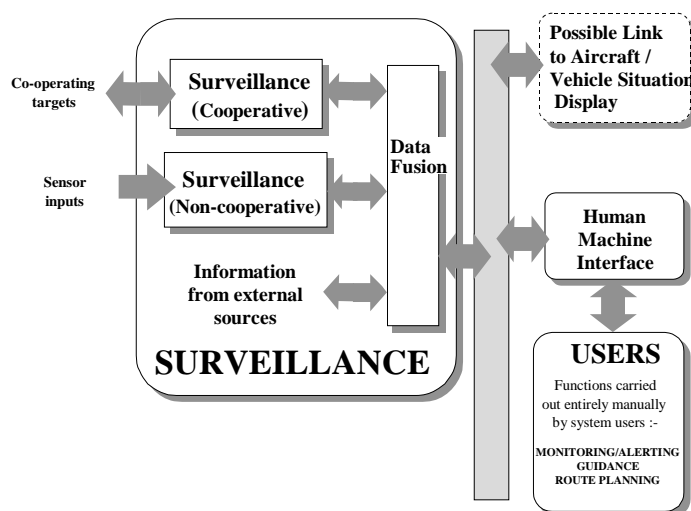 Co-operating
targets
Surveillance
(Cooperative)
Sensor
inputs
Surveillance
(Non-cooperative)
Information
from external
sources
Data
Fusion
SURVEILLANCE
Possible Link
to Aircraft /
Vehicle Situation
Display
Human
Machine
Interface
USERS
Functions carried
out entirely manually
by system users :-
MONITORING/ALERTING
GUIDANCE
ROUTE PLANNING